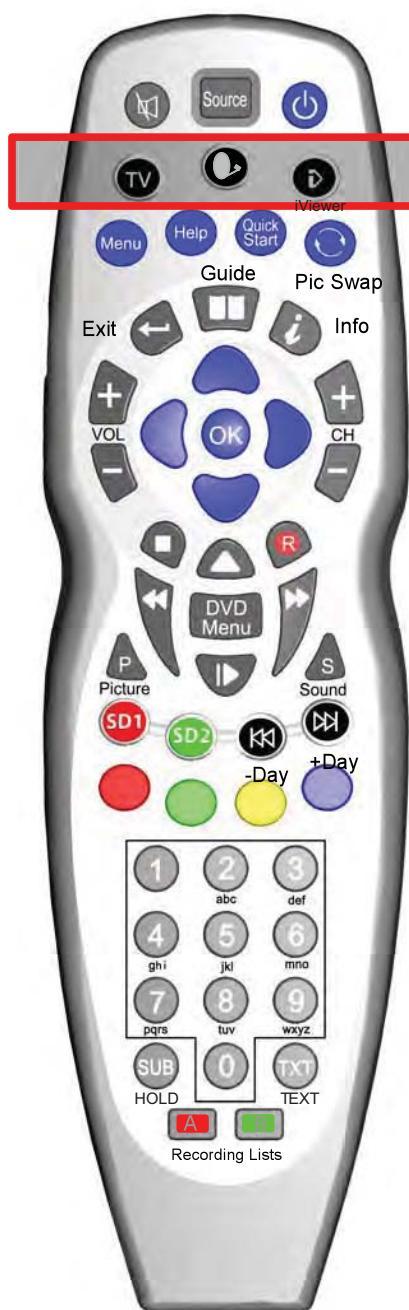 Source
TV
iViewer
Menu Help Quick Start
Guide Pic Swap
Exit i Info
+ +
VOL OK CH
- -
R
DVD
Menu
P S
Picture Sound
SD1 SD2
-Day +Day
1 2 3
abc def
4 5 6
ghi jkl mno
7 8 9
pqrs tuv wxyz
SUB 0 TXT
HOLD TEXT
A B
Recording Lists